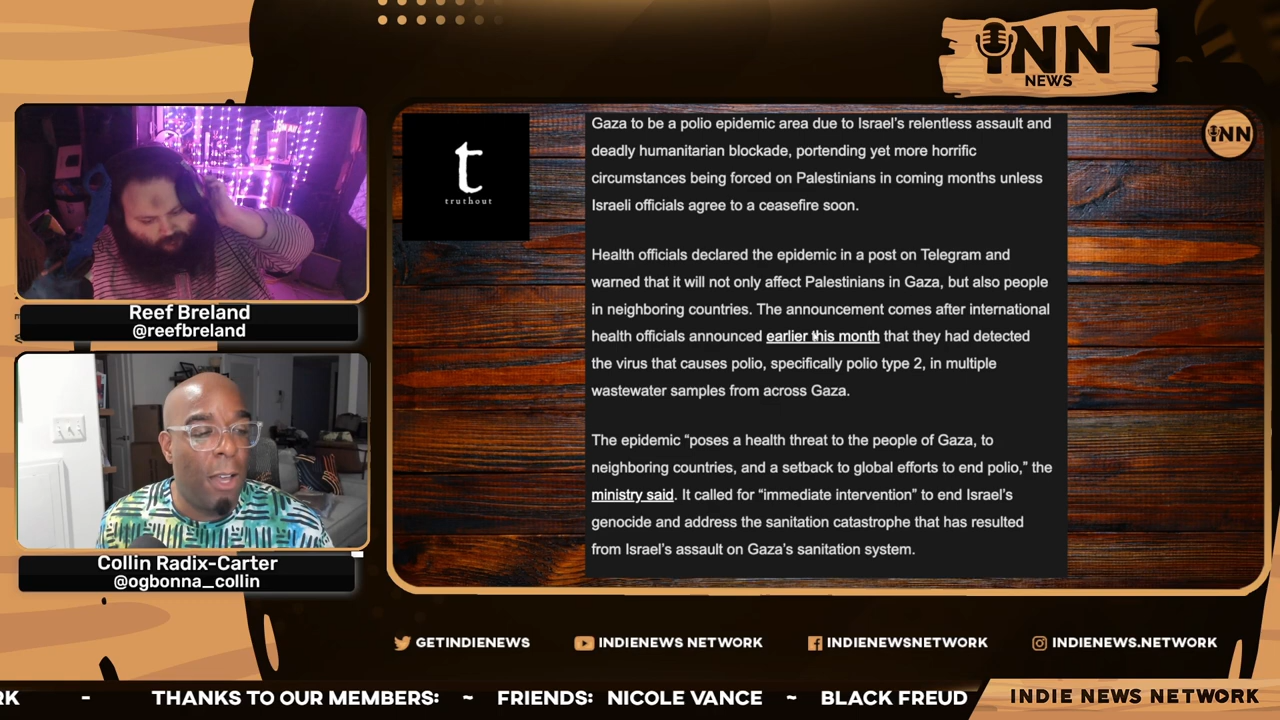 iNN
NEWS
Reef Breland
@reefbreland
Collin Radix-Carter
@ogbonna_collin
t
truthout
iNN
Gaza to be a polio epidemic area due to Israel’s relentless assault and
deadly humanitarian blockade, portending yet more horrific
circumstances being forced on Palestinians in coming months unless
Israeli officials agree to a ceasefire soon.
Health officials declared the epidemic in a post on Telegram and
warned that it will not only affect Palestinians in Gaza, but also people
in neighboring countries. The announcement comes after international
health officials announced earlier this month that they had detected
the virus that causes polio, specifically polio type 2, in multiple
wastewater samples from across Gaza.
The epidemic “poses a health threat to the people of Gaza, to
neighboring countries, and a setback to global efforts to end polio,” the
ministry said. It called for “immediate intervention” to end Israel’s
genocide and address the sanitation catastrophe that has resulted
from Israel’s assault on Gaza’s sanitation system.
GETINDIENEWS
INDIENEWS NETWORK
INDIENEWSNETWORK
INDIENEWS.NETWORK
RK - THANKS TO OUR MEMBERS: ~ FRIENDS: NICOLE VANCE ~ BLACK FREUD
INDIE NEWS NETWORK